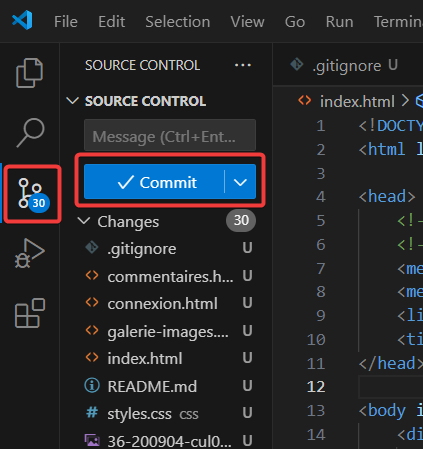 File Edit Selection View Go Run Termina
SOURCE CONTROL ...
.gitignore U
SOURCE CONTROL
index.html >
Message (Ctrl+Ent...
1 <!DOCTY
2 <html l
Commit
3
30
4 <head>
Changes 30
5 <!-
.gitignore U
6 <!-
commentaires.h... U
7 <me
connexion.html U
8 <me
galerie-images.... U
9 <li
10 <ti
index.html U
11 </head>
README.md U
12
styles.css css U
13 <body i
36-200904-cul0... U
14 <di